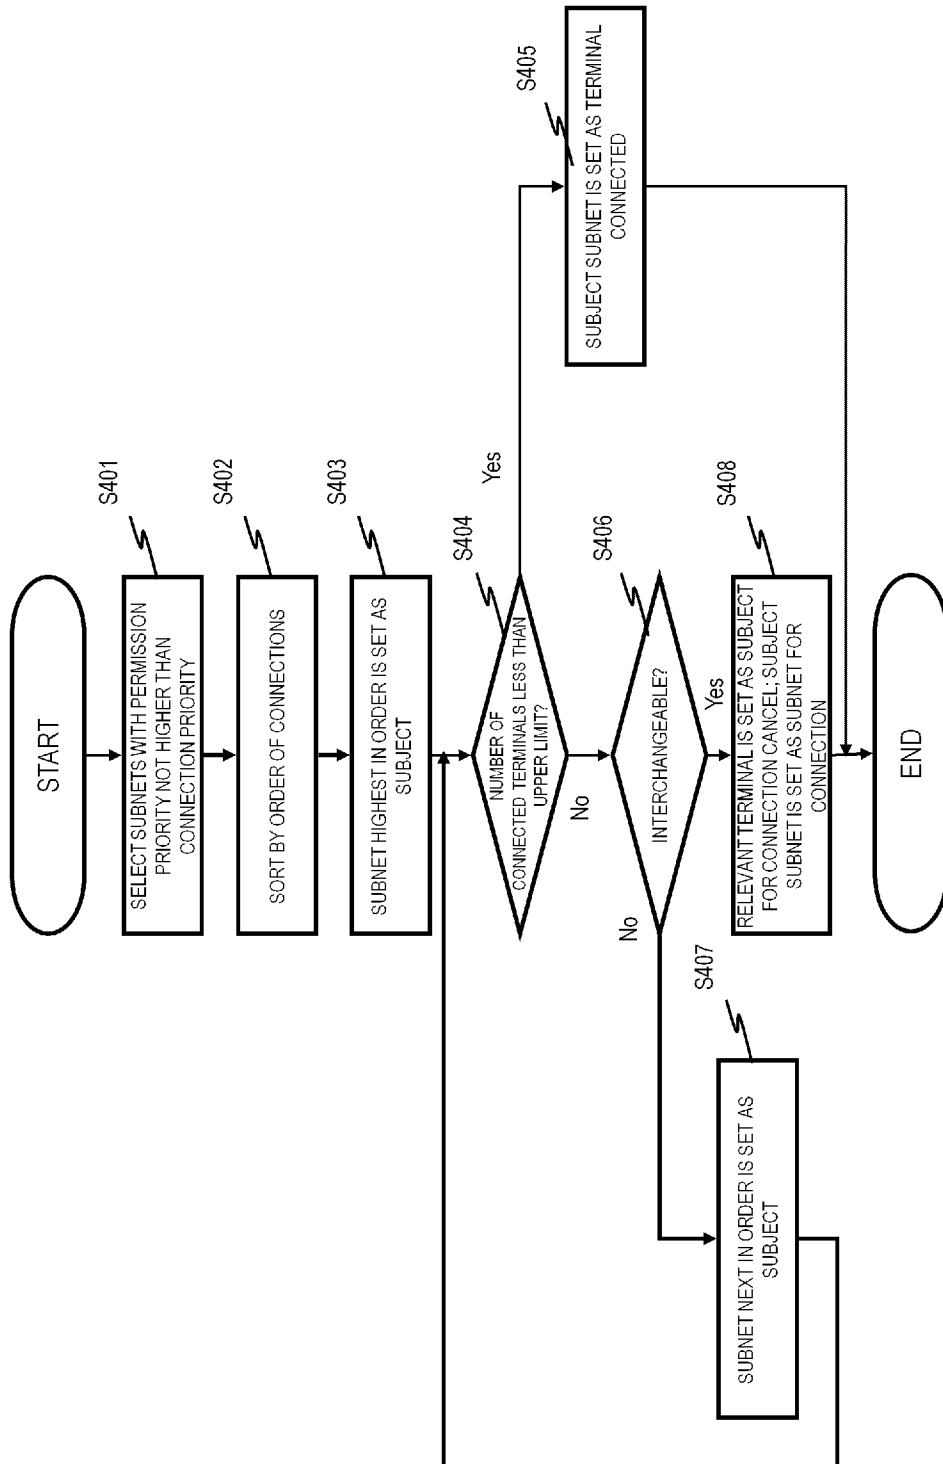 START
S401
SELECT SUBNETS WITH PERMISSION
PRIORITY NOT HIGHER THAN
CONNECTION PRIORITY
S402
SORT BY ORDER OF CONNECTIONS
S403
SUBNET HIGHEST IN ORDER IS SET AS
SUBJECT
S404
NUMBER OF
CONNECTED TERMINALS LESS THAN
UPPER LIMIT?
Yes
No
S405
SUBJECT SUBNET IS SET AS TERMINAL
CONNECTED
S406
INTERCHANGEABLE?
No
Yes
S407
SUBNET NEXT IN ORDER IS SET AS
SUBJECT
S408
RELEVANT TERMINAL IS SET AS SUBJECT
FOR CONNECTION CANCEL; SUBJECT
SUBNET IS SET AS SUBNET FOR
CONNECTION
END